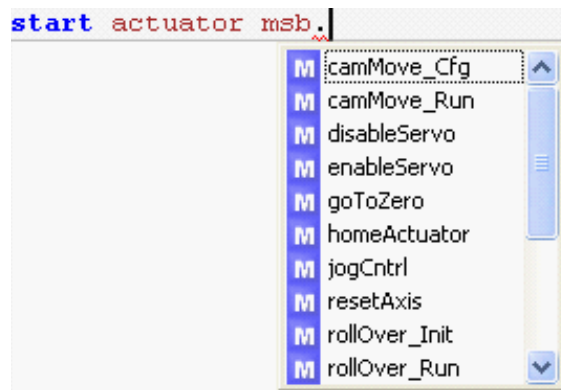 start actuator msb.
M camMove_Cfg
M camMove_Run
M disableServo
M enableServo
M goToZero
M homeActuator
M jogCntrl
M resetAxis
M rollOver_Init
M rollOver_Run